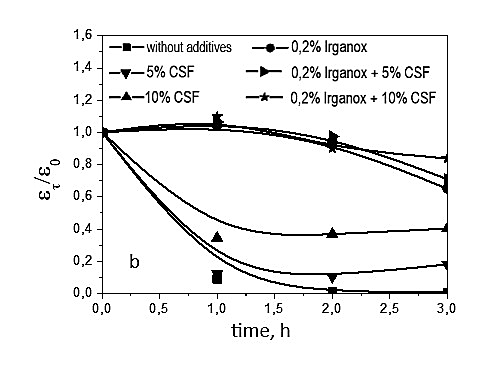 1,6
1,4
1,2
1,0
0,8
0,6
0,4
0,2
0,0
ετ/ε0
without additives
0,2% Irganox
5% CSF
0,2% Irganox + 5% CSF
10% CSF
0,2% Irganox + 10% CSF
b
0,0 0,5 1,0 1,5 2,0 2,5 3,0
time, h